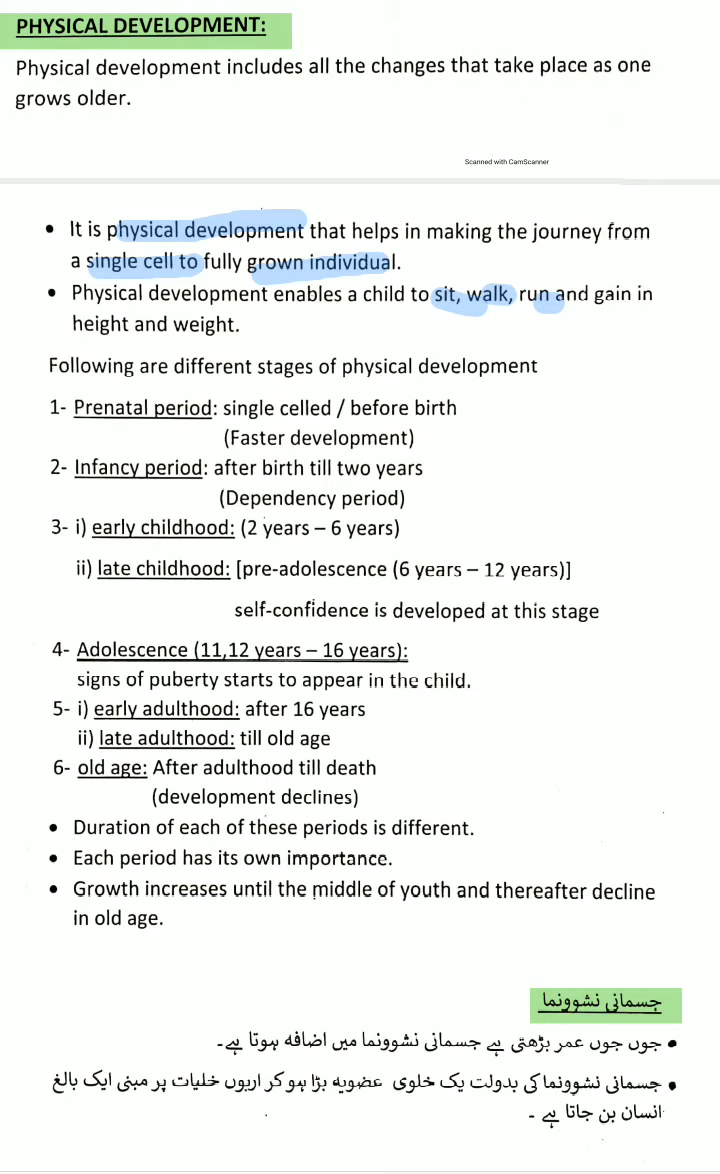 PHYSICAL DEVELOPMENT:
Physical development includes all the changes that take place as one
grows older.
Scanned with CamScanner
• It is physical development that helps in making the journey from
a single cell to fully grown individual.
• Physical development enables a child to sit, walk, run and gain in
height and weight.
Following are different stages of physical development
1- Prenatal period: single celled / before birth
(Faster development)
2- Infancy period: after birth till two years
(Dependency period)
3- i) early childhood: (2 years – 6 years)
ii) late childhood: [pre-adolescence (6 years – 12 years)]
self-confidence is developed at this stage
4- Adolescence (11,12 years – 16 years):
signs of puberty starts to appear in the child.
5- i) early adulthood: after 16 years
ii) late adulthood: till old age
6- old age: After adulthood till death
(development declines)
• Duration of each of these periods is different.
• Each period has its own importance.
• Growth increases until the middle of youth and thereafter decline
in old age.
جسمانی نشوونما
• جوں جوں عمر بڑھتی ہے جسمانی نشوونما میں اضافہ ہوتا ہے۔
• جسمانی نشوونما کی بدولت یک خلوی عضویہ بڑا ہو کر اربوں خلیات پر مبنی ایک بالغ
انسان بن جاتا ہے ۔